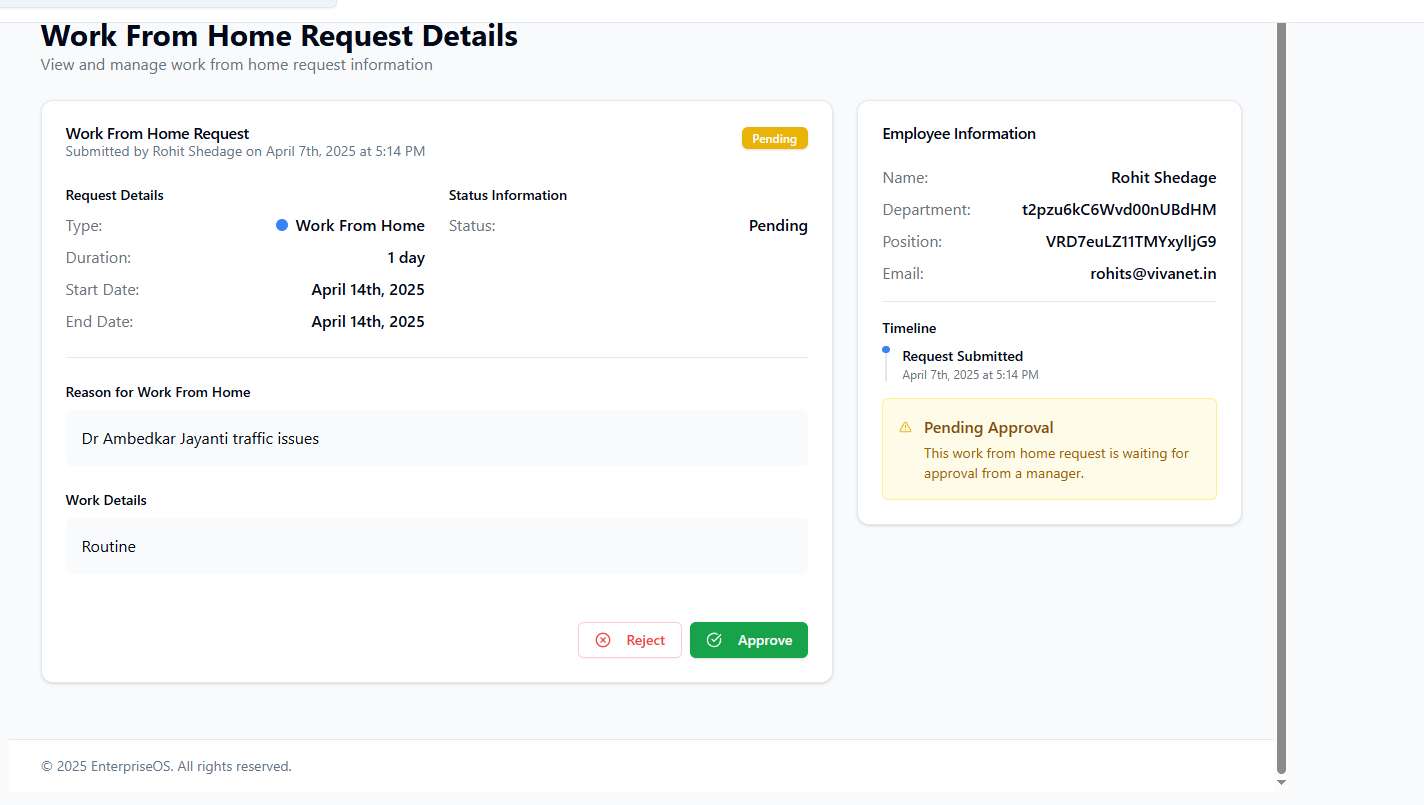 Work From Home Request Details
View and manage work from home request information
Work From Home Request
Submitted by Rohit Shedage on April 7th, 2025 at 5:14 PM
Pending
Request Details
Type: Work From Home
Duration: 1 day
Start Date: April 14th, 2025
End Date: April 14th, 2025
Status Information
Status: Pending
Reason for Work From Home
Dr Ambedkar Jayanti traffic issues
Work Details
Routine
Reject
Approve
Employee Information
Name: Rohit Shedage
Department: t2pzu6kC6Wvd00nUBdHM
Position: VRD7euLZ11TMYxylIjG9
Email: rohits@vivanet.in
Timeline
Request Submitted
April 7th, 2025 at 5:14 PM
Pending Approval
This work from home request is waiting for
approval from a manager.
© 2025 EnterpriseOS. All rights reserved.